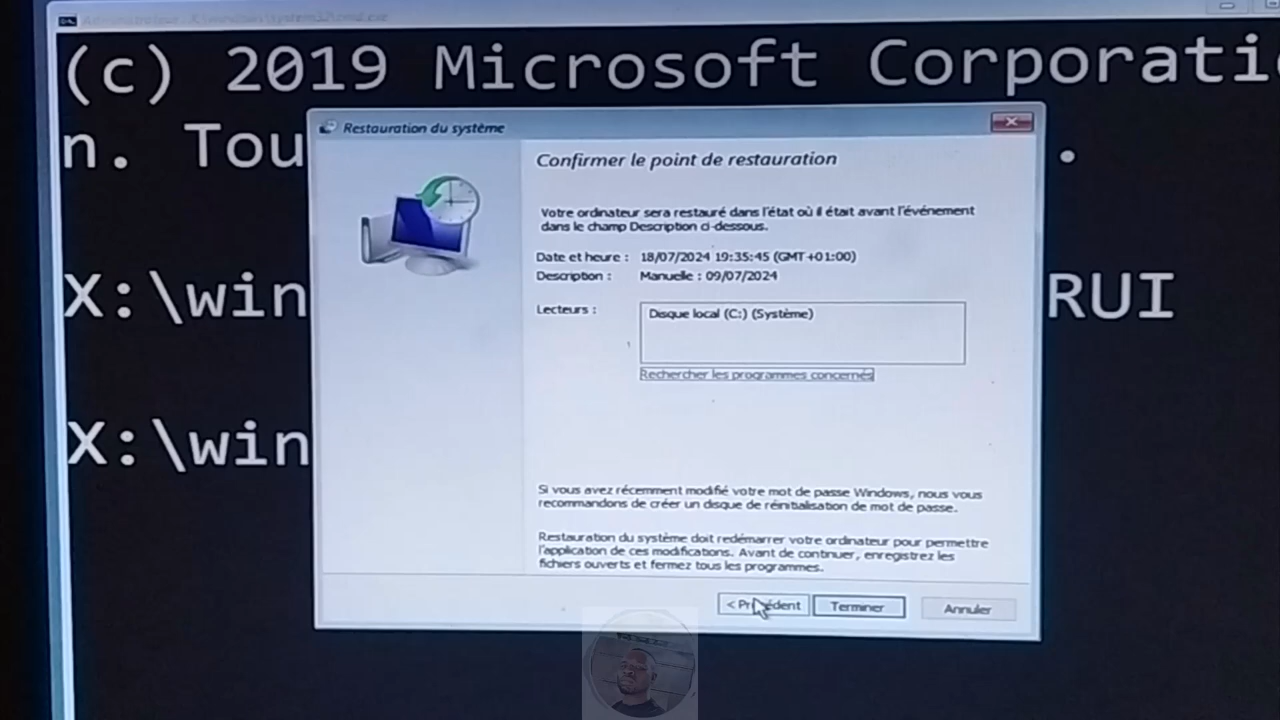 (c) 2019 Microsoft Corporati
n. Tou
.
X:\win
RUI
X:\win
Restauration du système
Confirmer le point de restauration
Votre ordinateur sera restauré dans l'état où il était avant l'événement
dans le champ Description ci-dessous.
Date et heure : 18/07/2024 19:35:45 (GMT+01:00)
Description : Manuelle : 09/07/2024
Lecteurs : Disque local (C:) (Système)
Rechercher les programmes concernés
Si vous avez récemment modifié votre mot de passe Windows, nous vous
recommandons de créer un disque de réinitialisation de mot de passe.
Restauration du système doit redémarrer votre ordinateur pour permettre
l'application de ces modifications. Avant de continuer, enregistrez les
fichiers ouverts et fermez tous les programmes.
< Précédent Terminer Annuler